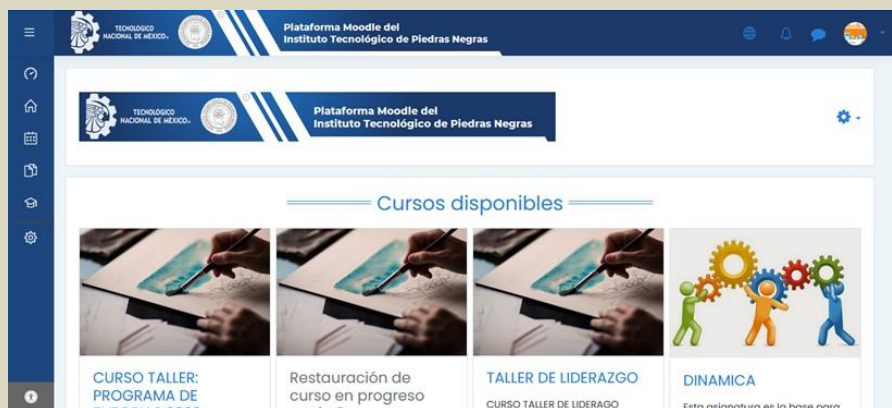 TECNOLÓGICO
NACIONAL DE MÉXICO
Plataforma Moodle del
Instituto Tecnológico de Piedras Negras
TECNOLÓGICO
NACIONAL DE MÉXICO
Plataforma Moodle del
Instituto Tecnológico de Piedras Negras
Cursos disponibles
CURSO TALLER:
PROGRAMA DE
Restauración de
curso en progreso
TALLER DE LIDERAZGO
CURSO TALLER DE LIDERAGO
DINAMICA
Esta asignatura es la base para